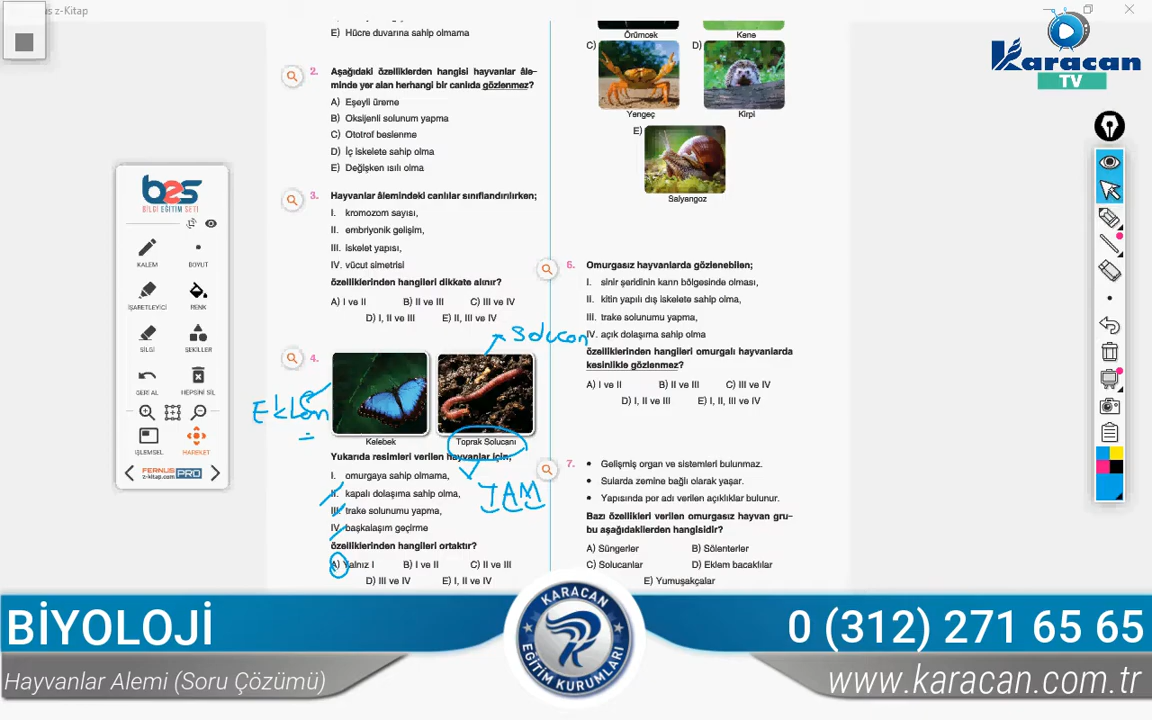 us z-Kitap
E) Hücre duvarına sahip olmama
2. Aşağıdaki özelliklerden hangisi hayvanlar âle-
minde yer alan herhangi bir canlıda gözlenmez?
A) Eşeyli üreme
B) Oksijenli solunum yapma
C) Ototrof beslenme
D) İç iskelete sahip olma
E) Değişken ısılı olma
3. Hayvanlar âlemindeki canlılar sınıflandırılırken;
I. kromozom sayısı,
II. embriyonik gelişim,
III. iskelet yapısı,
IV. vücut simetrisi
özelliklerinden hangileri dikkate alınır?
A) I ve II B) II ve III C) III ve IV
D) I, II ve III E) II, III ve IV
Solucan
4.
Eklem
Kelebek Toprak Solucanı
Yukarıda resimleri verilen hayvanlar için;
I. omurgaya sahip olmama,
II. kapalı dolaşıma sahip olma,
III. trake solunumu yapma,
IV. başkalaşım geçirme
özelliklerinden hangileri ortaktır?
A) Yalnız I B) I ve II C) II ve III
D) III ve IV E) I, II ve IV
TAM
Örümcek Kene
C) D)
Yengeç Kirpi
E)
Salyangoz
6. Omurgasız hayvanlarda gözlenebilen;
I. sinir şeridinin karın bölgesinde olması,
II. kitin yapılı dış iskelete sahip olma,
III. trake solunumu yapma,
IV. açık dolaşıma sahip olma
özelliklerinden hangileri omurgalı hayvanlarda
kesinlikle gözlenmez?
A) I ve II B) II ve III C) III ve IV
D) I, II ve III E) I, II, III ve IV
7. • Gelişmiş organ ve sistemleri bulunmaz.
• Sularda zemine bağlı olarak yaşar.
• Yapısında por adı verilen açıklıklar bulunur.
Bazı özellikleri verilen omurgasız hayvan gru-
bu aşağıdakilerden hangisidir?
A) Süngerler B) Sölenterler
C) Solucanlar D) Eklem bacaklılar
E) Yumuşakçalar
bes
BİLGİ EĞİTİM SETİ
KALEM BOYUT
İŞARETLEYİCİ RENK
SİLGİ ŞEKİLLER
GERİ AL HEPSİNİ SİL
İŞLEMSEL HAREKET
FERNUS
z-kitap.com PRO
Karacan
TV
BİYOLOJİ
Hayvanlar Alemi (Soru Çözümü)
KARACAN
EĞİTİM KURUMLARI
0 (312) 271 65 65
www.karacan.com.tr